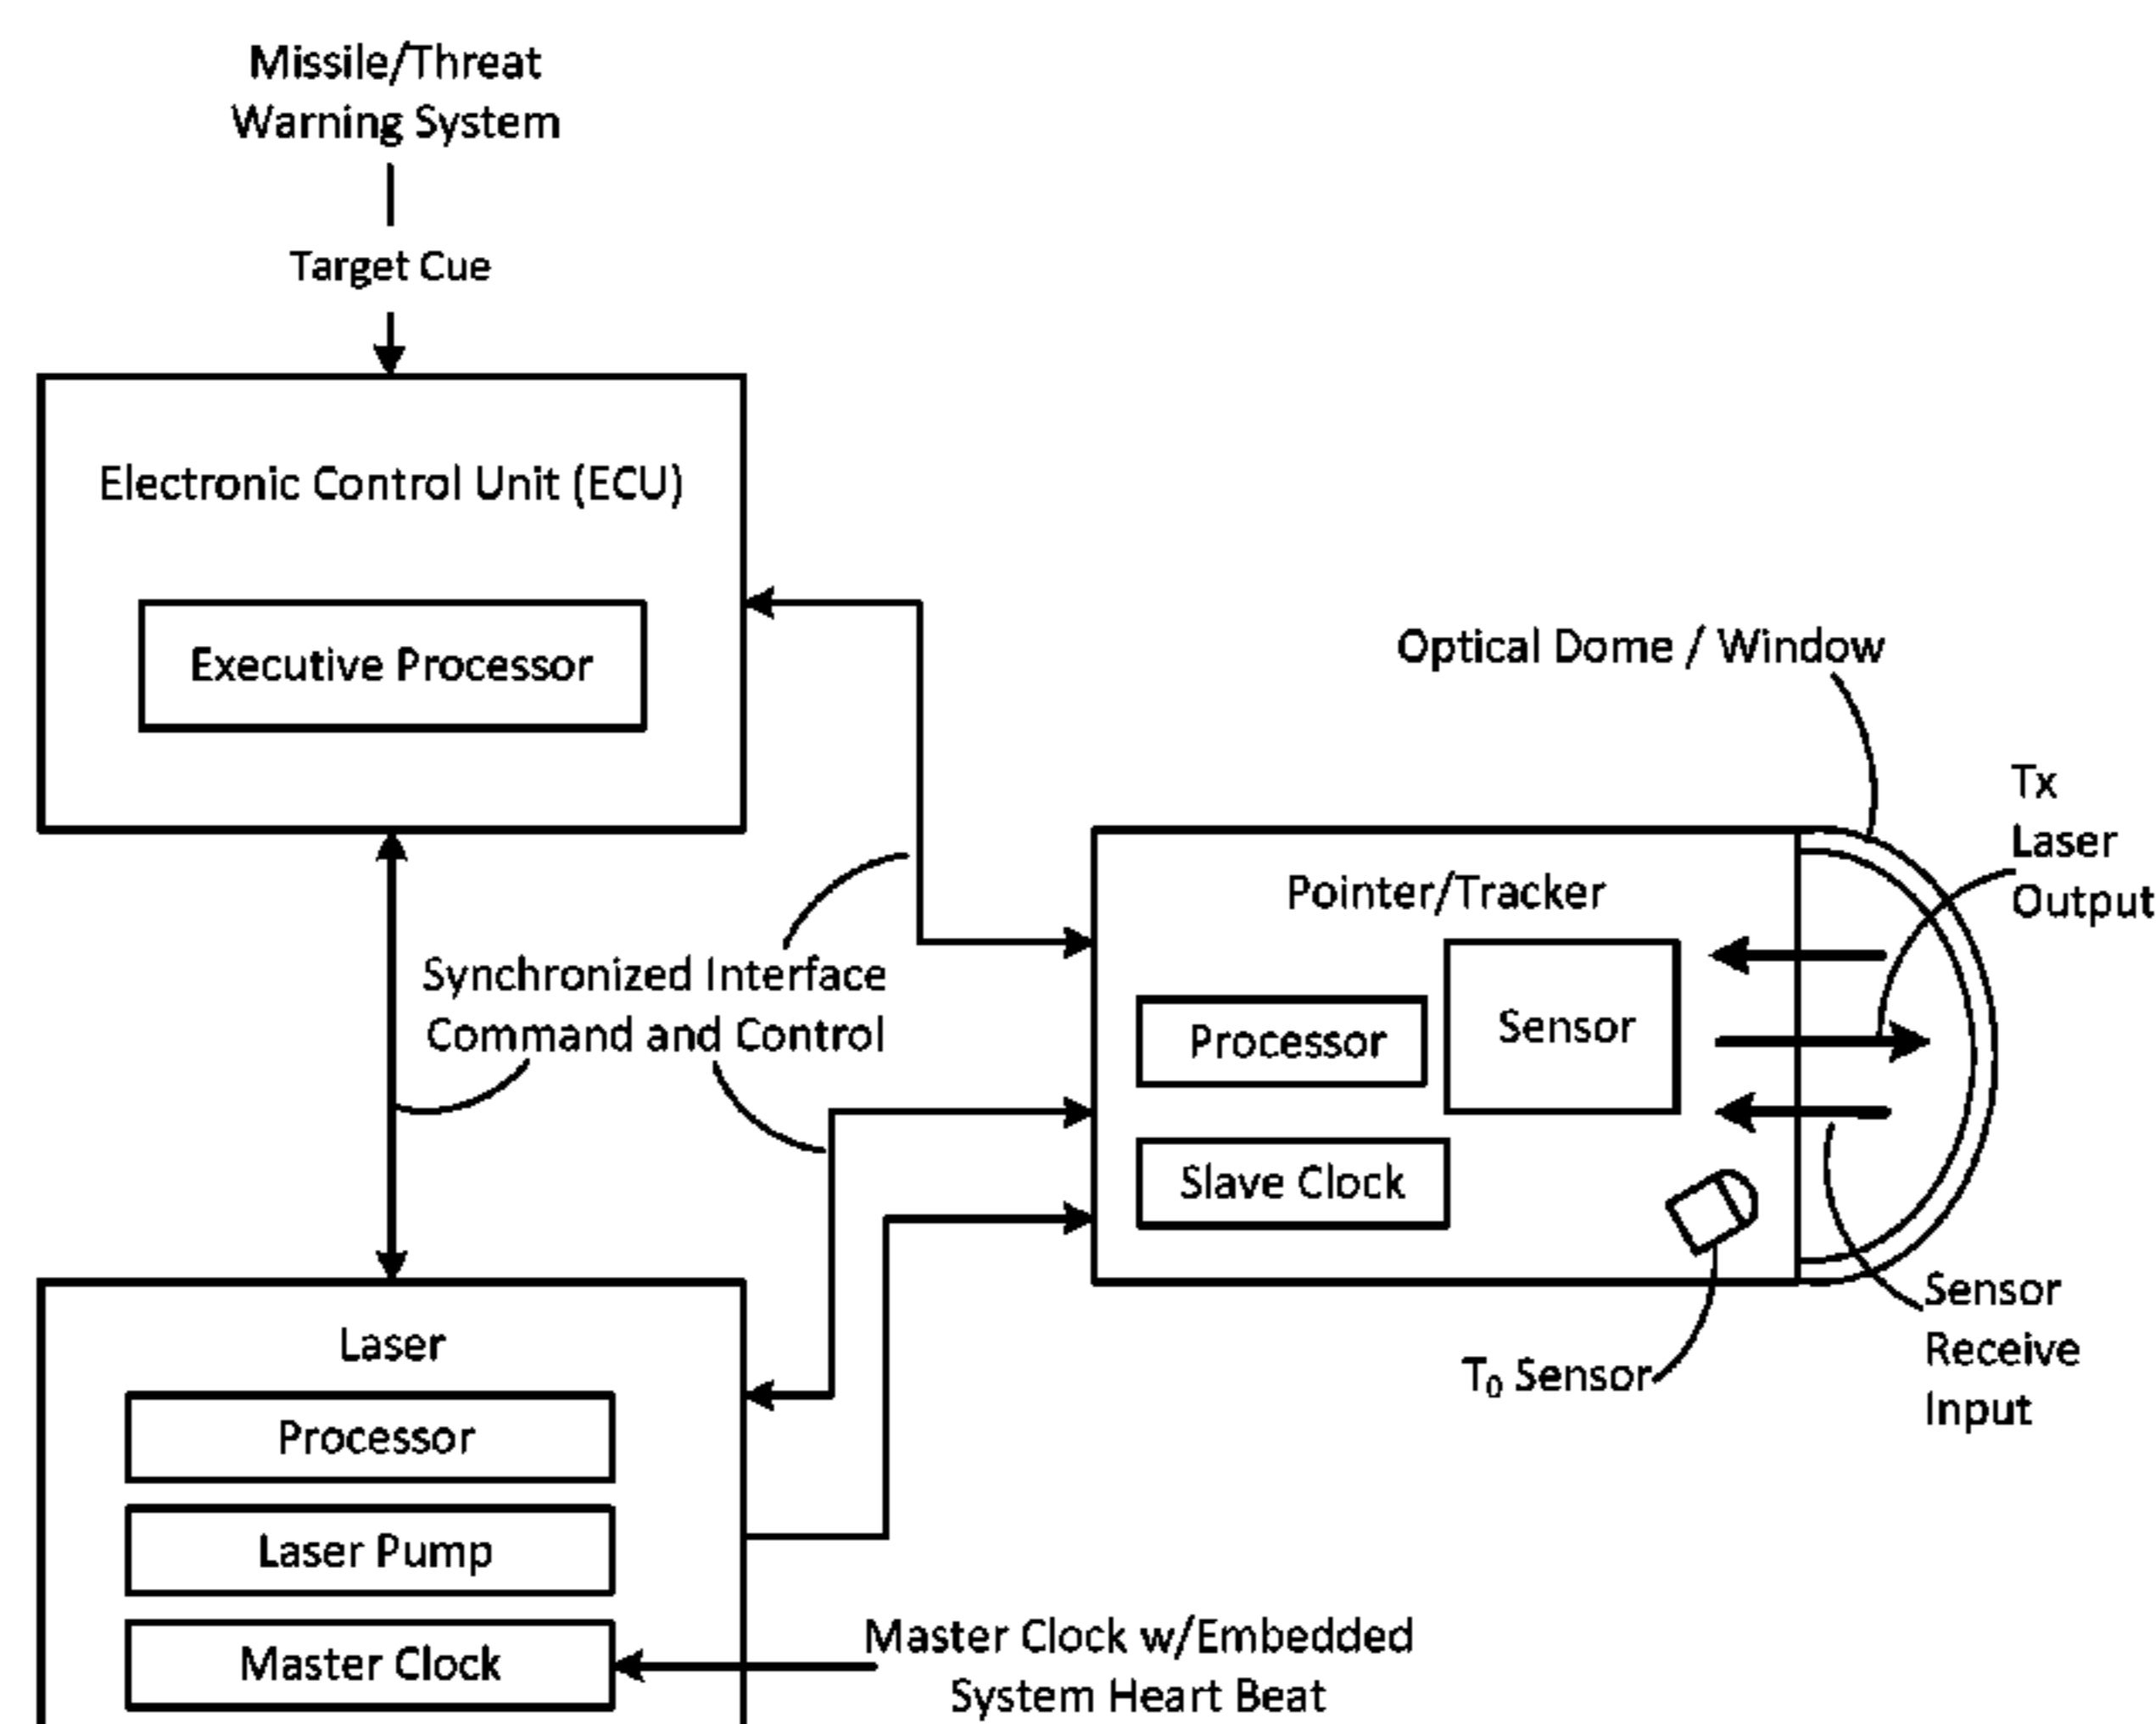 Missile/Threat
Warning System
Target Cue
Electronic Control Unit (ECU)
Executive Processor
Optical Dome / Window
Tx
Laser
Output
Pointer/Tracker
Synchronized Interface
Command and Control
Processor
Sensor
Slave Clock
Sensor
Receive
Input
T₀ Sensor
Laser
Processor
Laser Pump
Master Clock
Master Clock w/Embedded
System Heart Beat